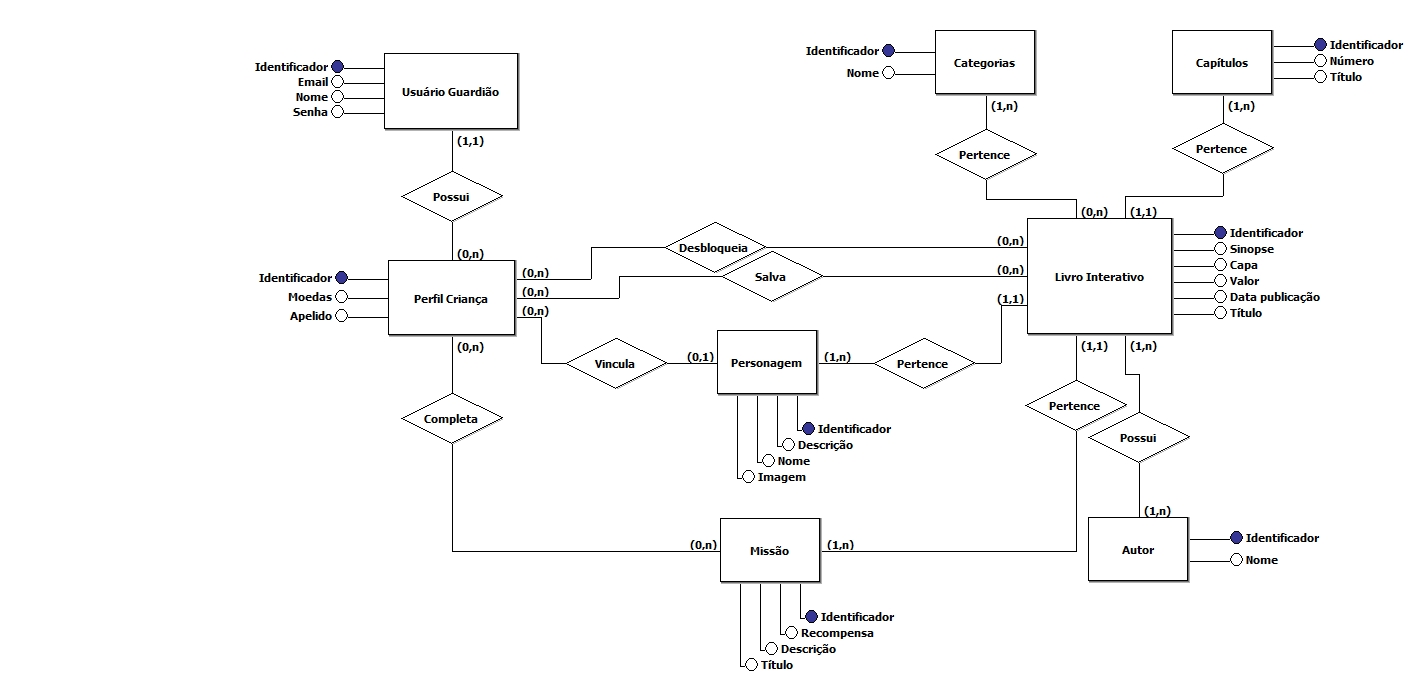 Identificador
Email
Nome
Senha
Usuário Guardião
(1,1)
Possui
(0,n)
Identificador
Moedas
Apelido
Perfil Criança
(0,n)
(0,n)
(0,n)
(0,n)
Completa
Desbloqueia
Salva
Vincula
(0,1)
Personagem
(1,n)
Pertence
Identificador
Descrição
Nome
Imagem
(0,n)
Missão
(1,n)
Identificador
Recompensa
Descrição
Título
Identificador
Nome
Categorias
(1,n)
Pertence
(0,n)
Capítulos
Identificador
Número
Título
(1,n)
Pertence
(1,1)
(0,n)
(0,n)
(1,1)
Livro Interativo
Identificador
Sinopse
Capa
Valor
Data publicação
Título
(1,1)
(1,n)
Pertence
Possui
(1,n)
Autor
Identificador
Nome